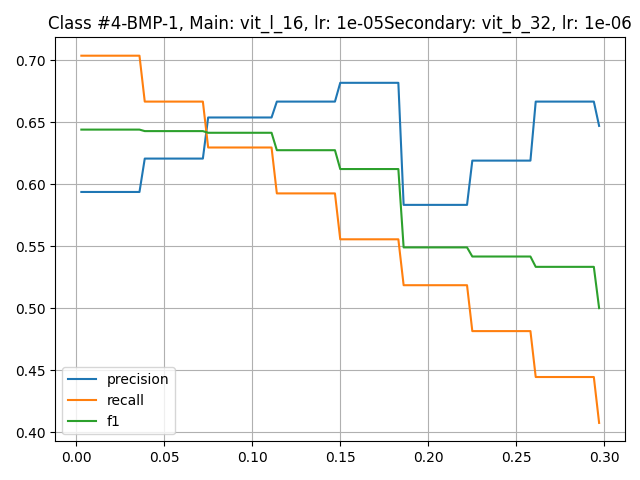 Class #4-BMP-1, Main: vit_l_16, lr: 1e-05Secondary: vit_b_32, lr: 1e-06
0.70
0.65
0.60
0.55
0.50
0.45
0.40
precision
recall
f1
0.00 0.05 0.10 0.15 0.20 0.25 0.30